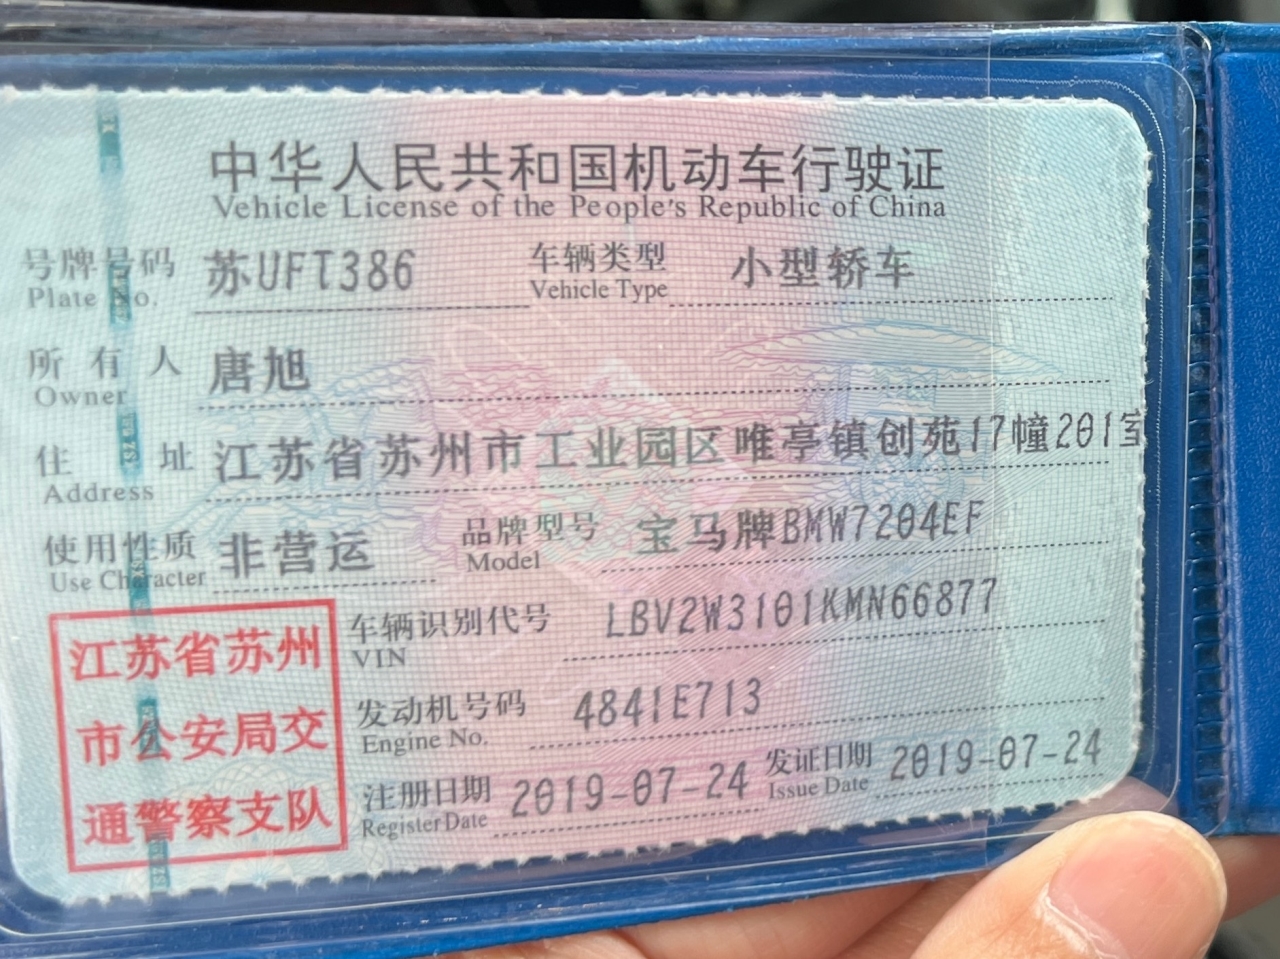 中华人民共和国机动车行驶证
Vehicle License of the People's Republic of China
号牌号码 苏UFT386 车辆类型 小型轿车
Plate No. Vehicle Type
所有人 唐旭
Owner
住址 江苏省苏州市工业园区唯亭镇创苑17幢201室
Address
使用性质 非营运 品牌型号 宝马牌BMW7204EF
Use Character Model
江苏省苏州
市公安局交
通警察支队
车辆识别代号 LBV2W3101KMN66877
VIN
发动机号码 4841E713
Engine No.
注册日期 2019-07-24 发证日期 2019-07-24
Register Date Issue Date